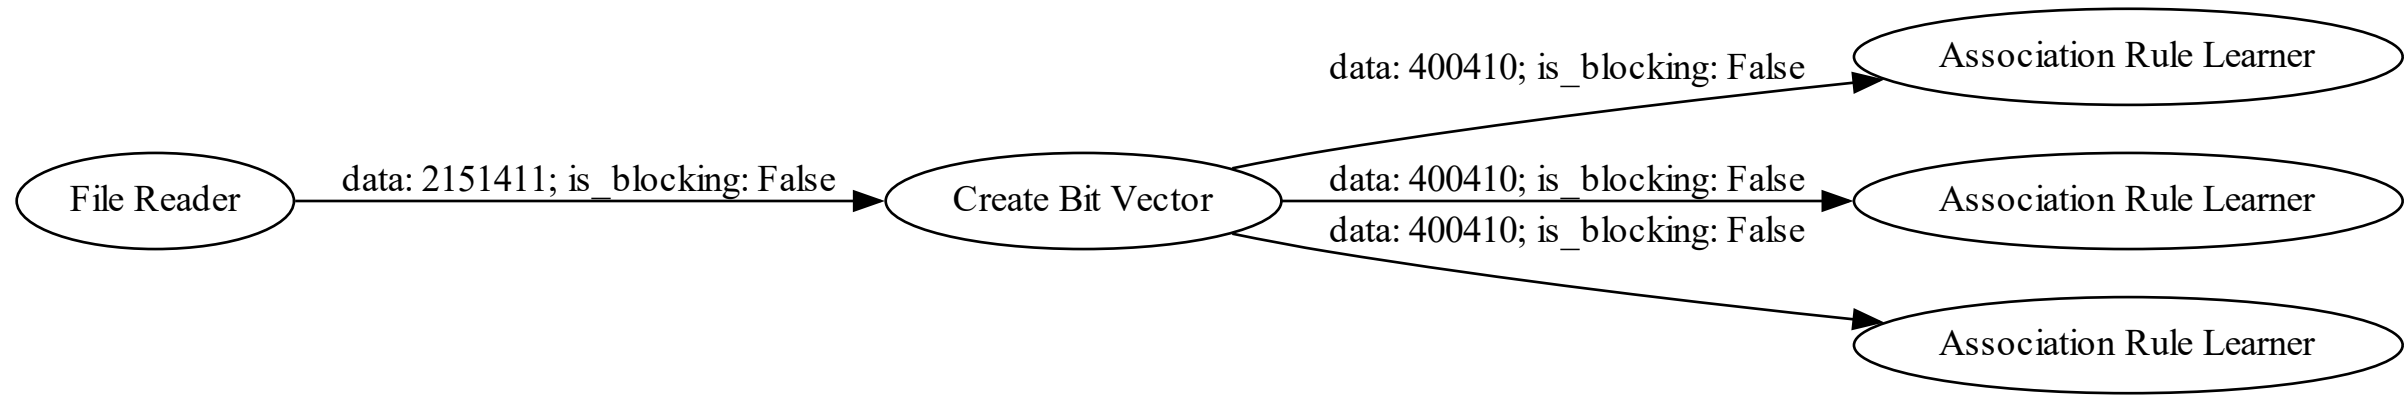 File Reader
data: 2151411; is_blocking: False
Create Bit Vector
data: 400410; is_blocking: False
Association Rule Learner
data: 400410; is_blocking: False
Association Rule Learner
data: 400410; is_blocking: False
Association Rule Learner